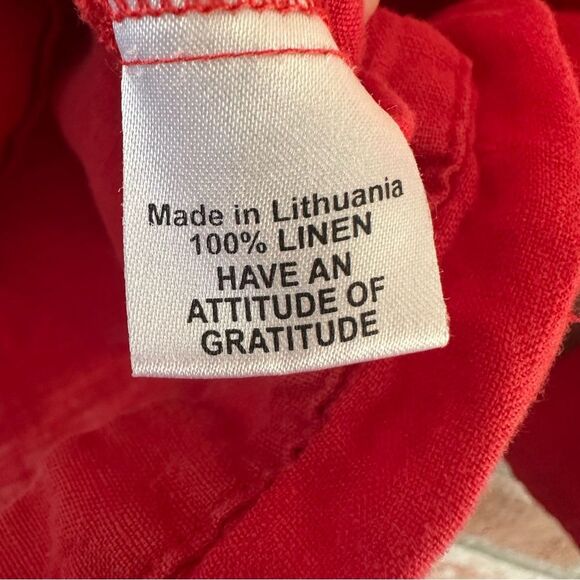 Made in Lithuania
100% LINEN
HAVE AN
ATTITUDE OF
GRATITUDE